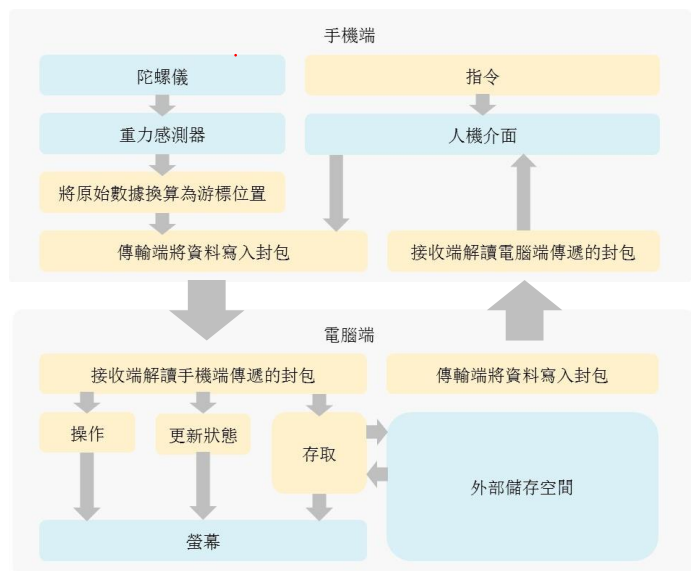 手機端
陀螺儀
指令
重力感測器
人機介面
將原始數據換算為游標位置
傳輸端將資料寫入封包
接收端解讀電腦端傳遞的封包
電腦端
接收端解讀手機端傳遞的封包
傳輸端將資料寫入封包
操作
更新狀態
存取
外部儲存空間
螢幕